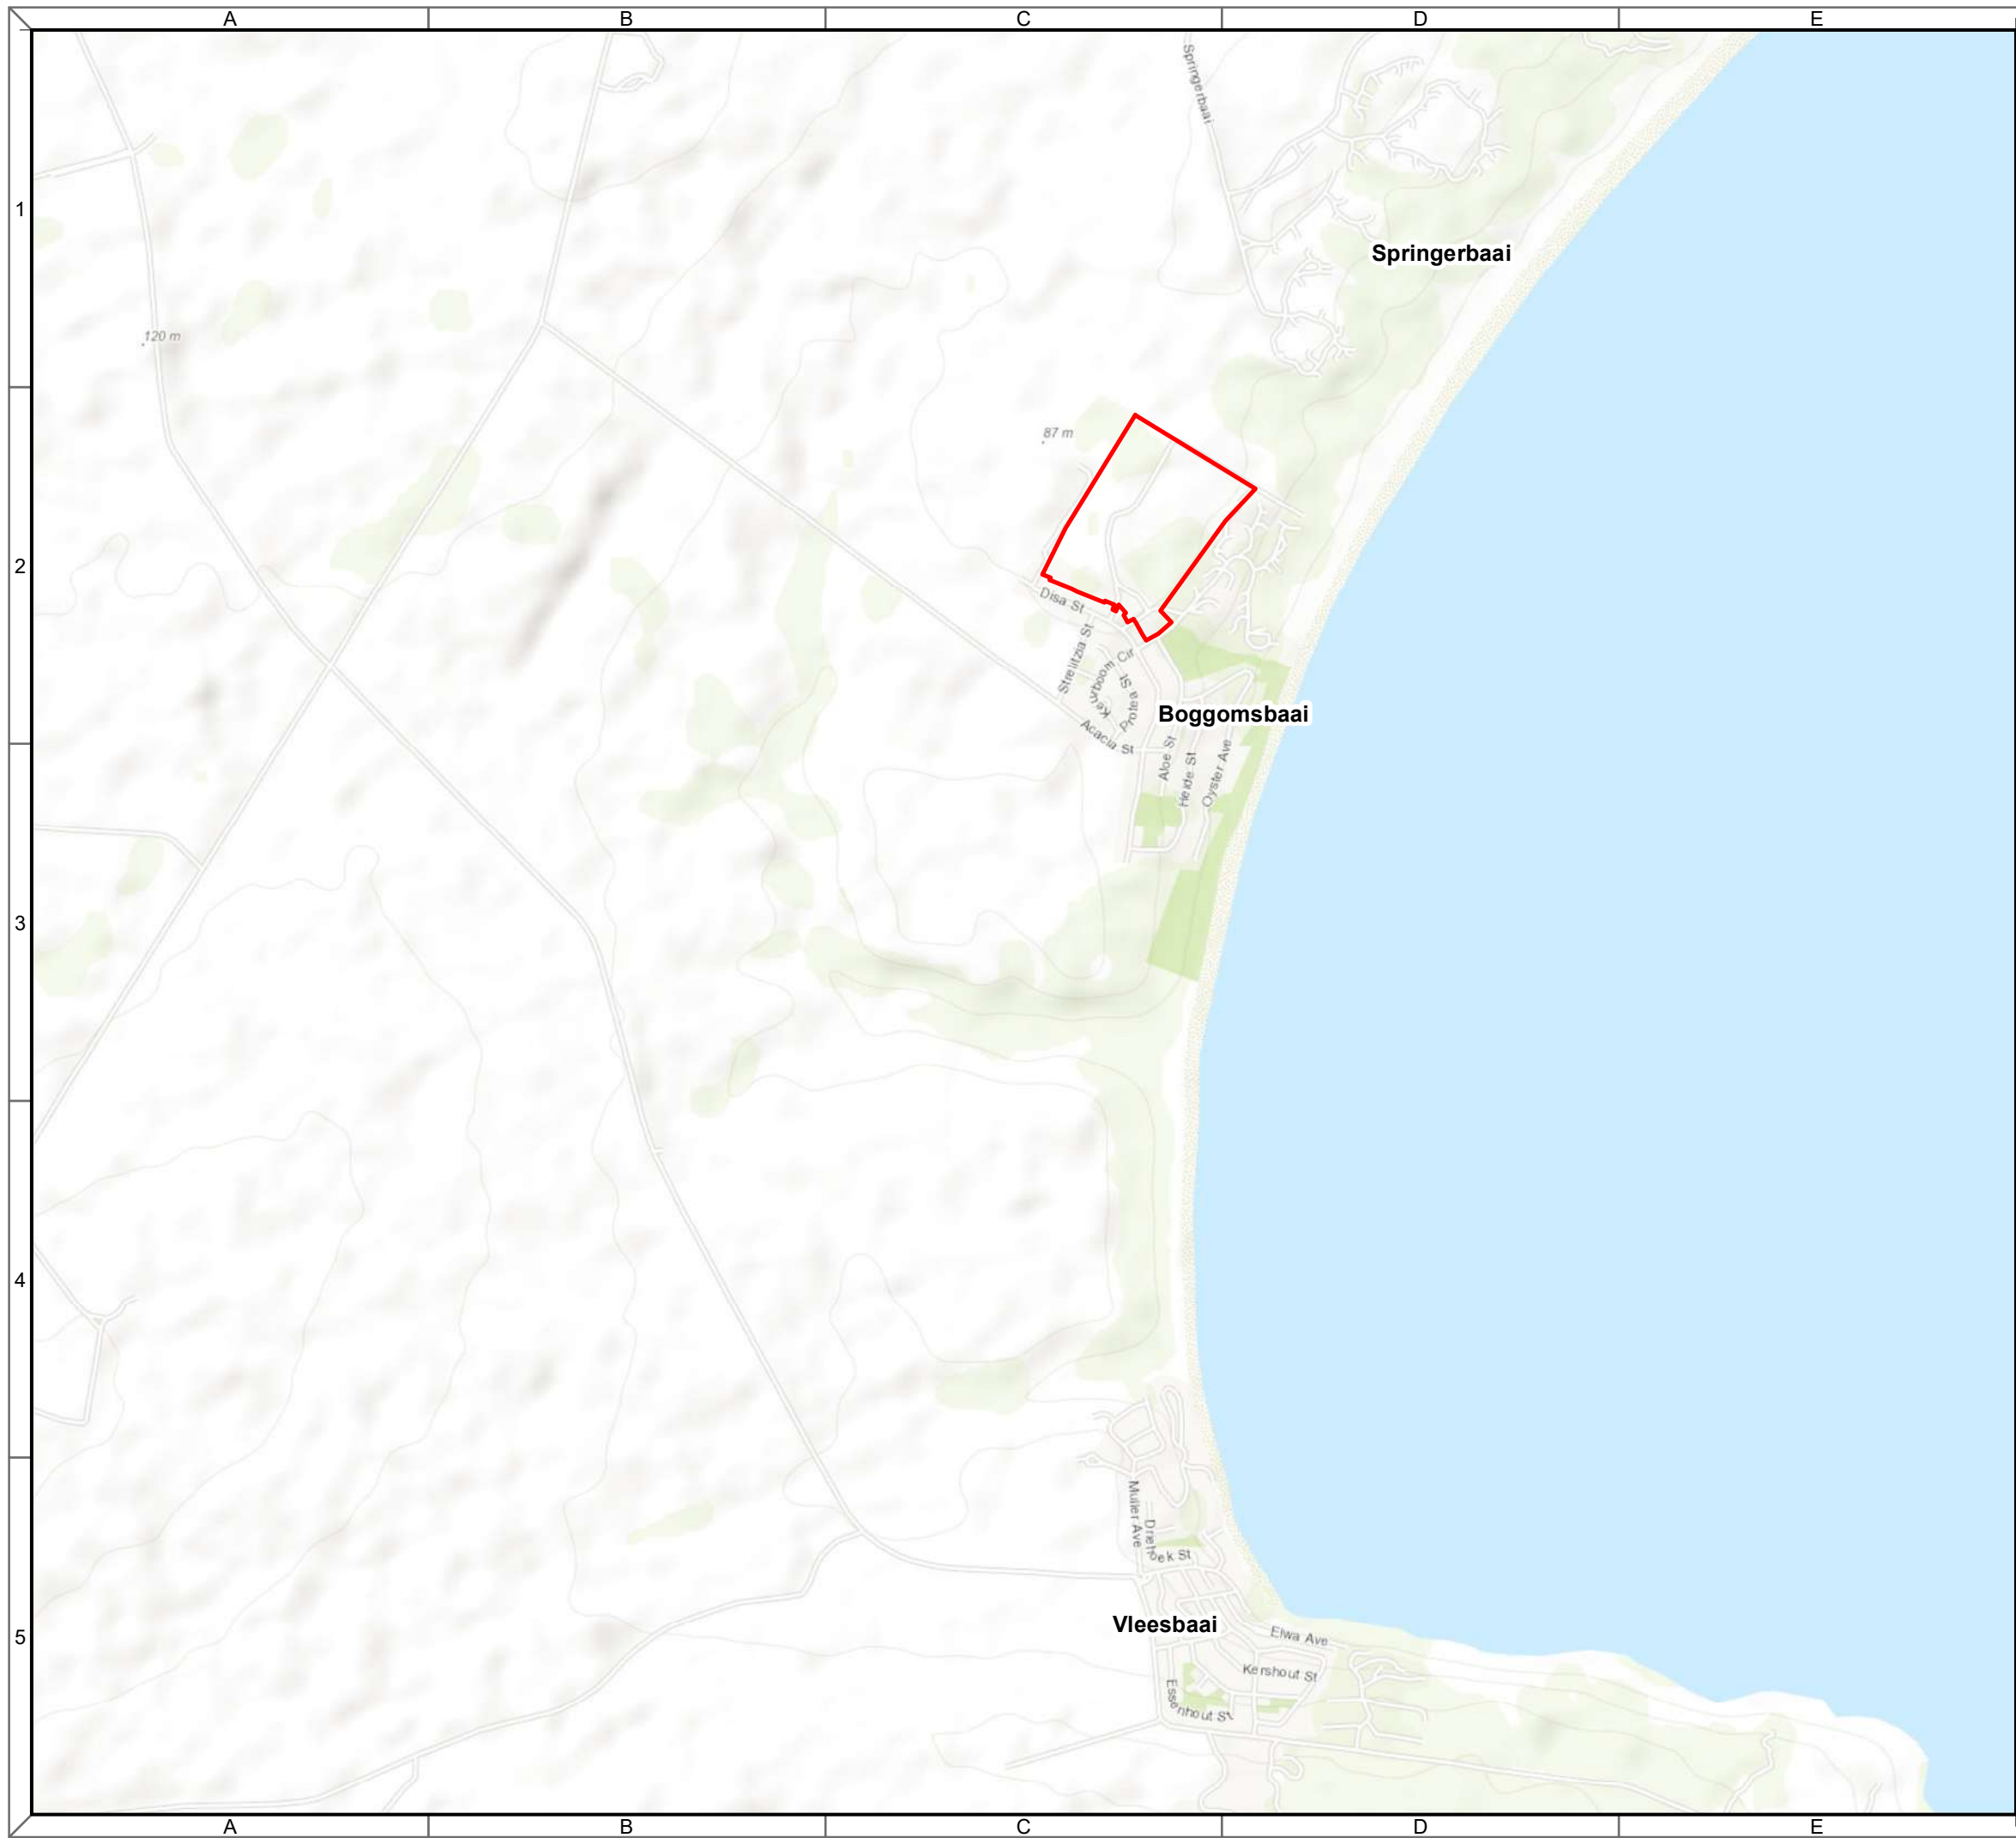 A B C D E
Springerbaai
1
Springerbaai
120 m
87 m
2
Disa St
Strelitzia St
Keurboom Cir
Protea St
Boggomsbaai
Acacia St
Aloe St
Heide St
Oyster Ave
3
4
Muller Ave
Driehoek St
5
Vleesbaai
Elwa Ave
Kershout St
Essenhout St
A B C D E